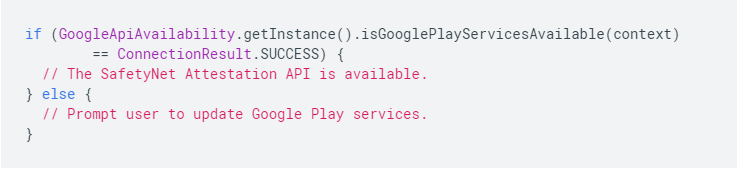 if (GoogleApiAvailability.getInstance().isGooglePlayServicesAvailable(context)
        == ConnectionResult.SUCCESS) {
  // The SafetyNet Attestation API is available.
} else {
  // Prompt user to update Google Play services.
}